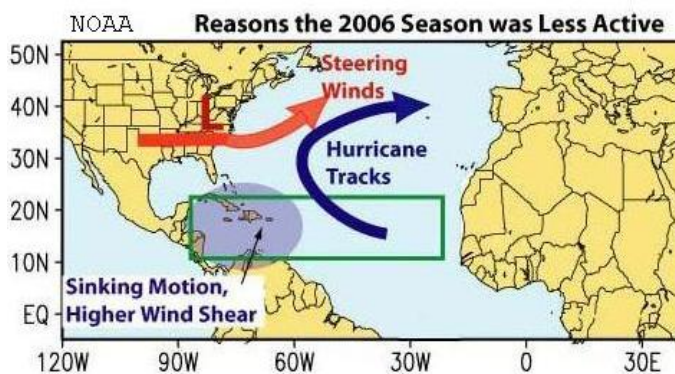 NOAA Reasons the 2006 Season was Less Active
50N
40N
30N
20N
10N
EQ
Steering
Winds
L
Hurricane
Tracks
Sinking Motion,
Higher Wind Shear
120W 90W 60W 30W 0 30E